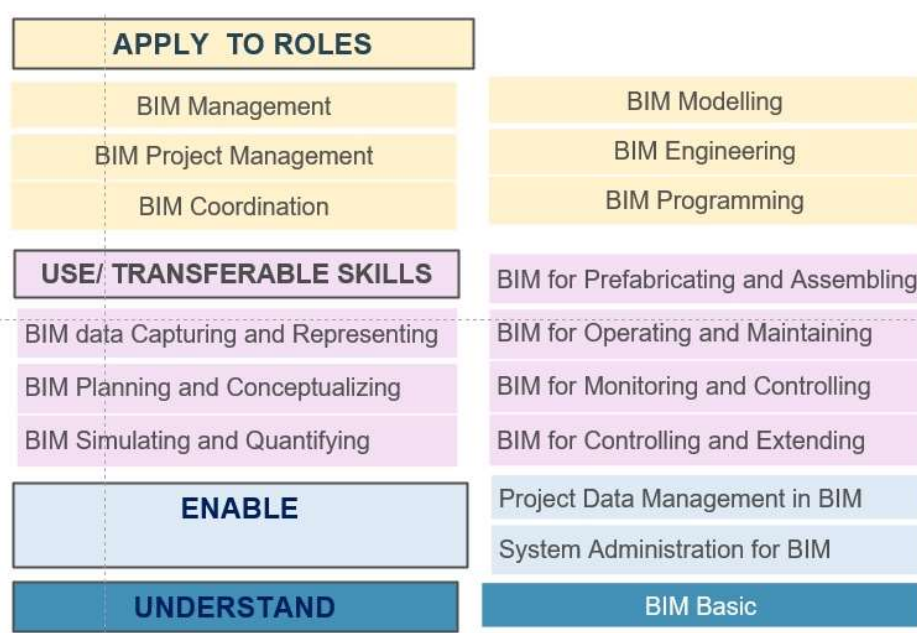 APPLY TO ROLES
BIM Management
BIM Modelling
BIM Project Management
BIM Engineering
BIM Coordination
BIM Programming
USE/ TRANSFERABLE SKILLS
BIM for Prefabricating and Assembling
BIM data Capturing and Representing
BIM for Operating and Maintaining
BIM Planning and Conceptualizing
BIM for Monitoring and Controlling
BIM Simulating and Quantifying
BIM for Controlling and Extending
ENABLE
Project Data Management in BIM
System Administration for BIM
UNDERSTAND
BIM Basic